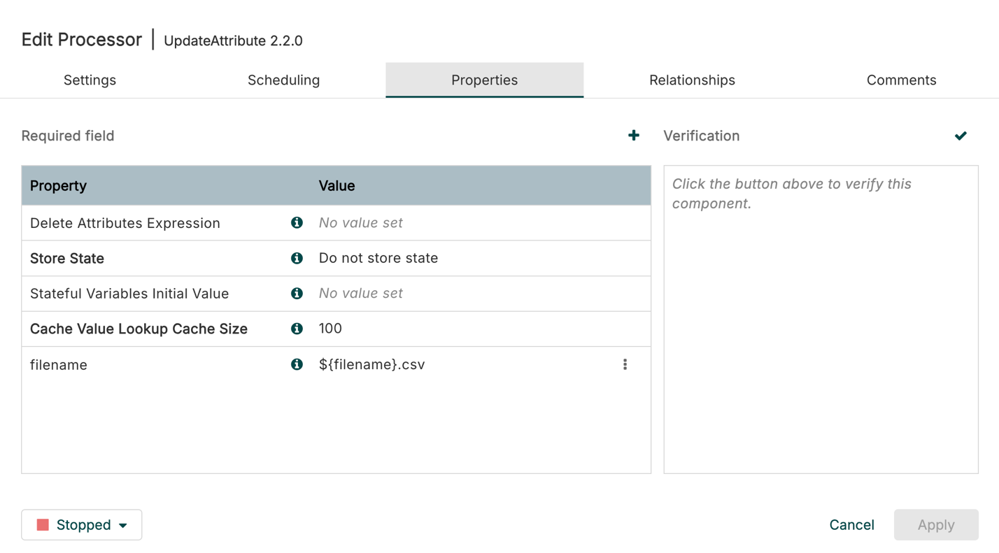 Edit Processor | UpdateAttribute 2.2.0
Settings Scheduling Properties Relationships Comments
Required field
Verification
Property Value
Delete Attributes Expression No value set
Store State Do not store state
Stateful Variables Initial Value No value set
Cache Value Lookup Cache Size 100
filename ${filename}.csv
Click the button above to verify this
component.
Stopped
Cancel Apply